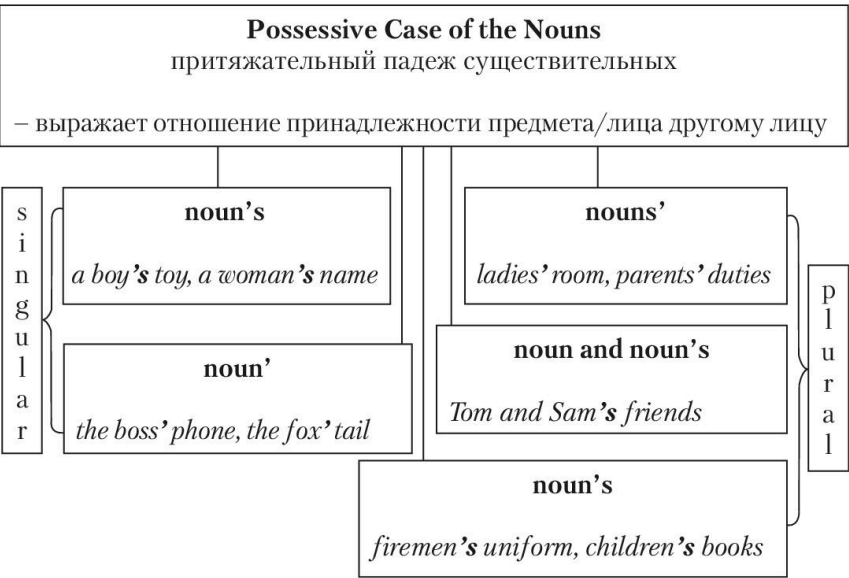 Possessive Case of the Nouns
притяжательный падеж существительных
– выражает отношение принадлежности предмета/лица другому лицу
singular
noun’s
a boy’s toy, a woman’s name
noun’
the boss’ phone, the fox’ tail
nouns’
ladies’ room, parents’ duties
noun and noun’s
Tom and Sam’s friends
noun’s
firemen’s uniform, children’s books
plural